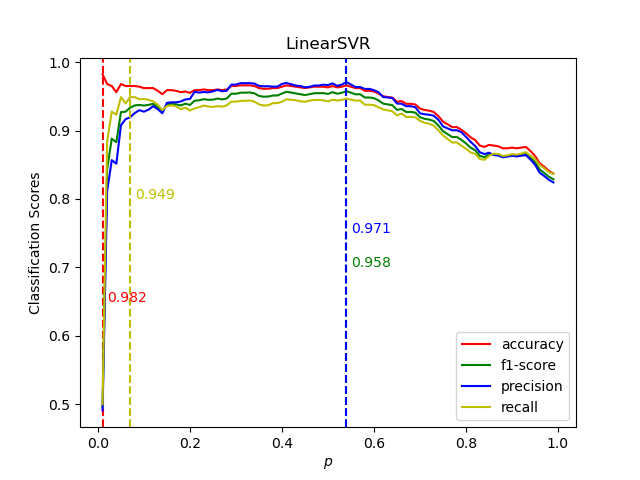 LinearSVR
Classification Scores
1.0
0.9
0.8
0.7
0.6
0.5
0.949
0.971
0.958
0.982
accuracy
f1-score
precision
recall
0.0
0.2
0.4
0.6
0.8
1.0
p